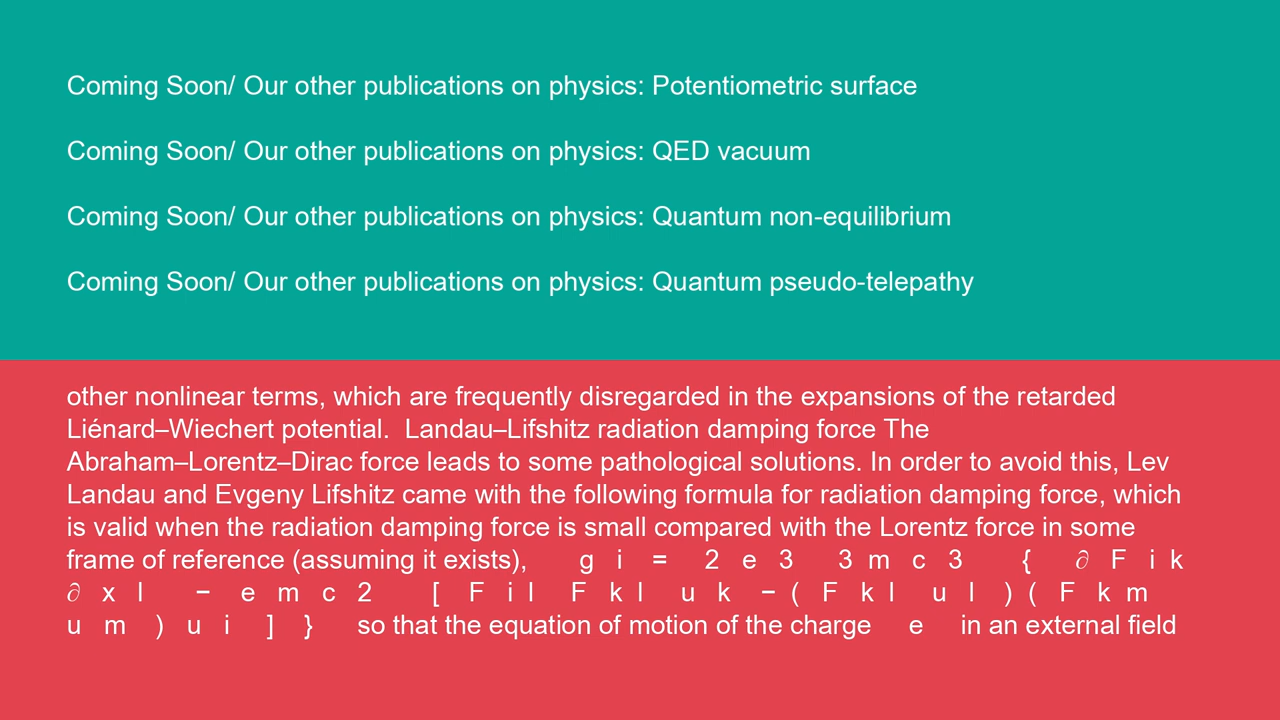 Coming Soon/ Our other publications on physics: Potentiometric surface
Coming Soon/ Our other publications on physics: QED vacuum
Coming Soon/ Our other publications on physics: Quantum non-equilibrium
Coming Soon/ Our other publications on physics: Quantum pseudo-telepathy
other nonlinear terms, which are frequently disregarded in the expansions of the retarded
Liénard–Wiechert potential.  Landau–Lifshitz radiation damping force The
Abraham–Lorentz–Dirac force leads to some pathological solutions. In order to avoid this, Lev
Landau and Evgeny Lifshitz came with the following formula for radiation damping force, which
is valid when the radiation damping force is small compared with the Lorentz force in some
frame of reference (assuming it exists), g i = 2 e 3 3 m c 3 { ∂ F i k
∂ x l − e m c 2 [ F i l F k l u k − ( F k l u l ) ( F k m
u m ) u i ] } so that the equation of motion of the charge e in an external field